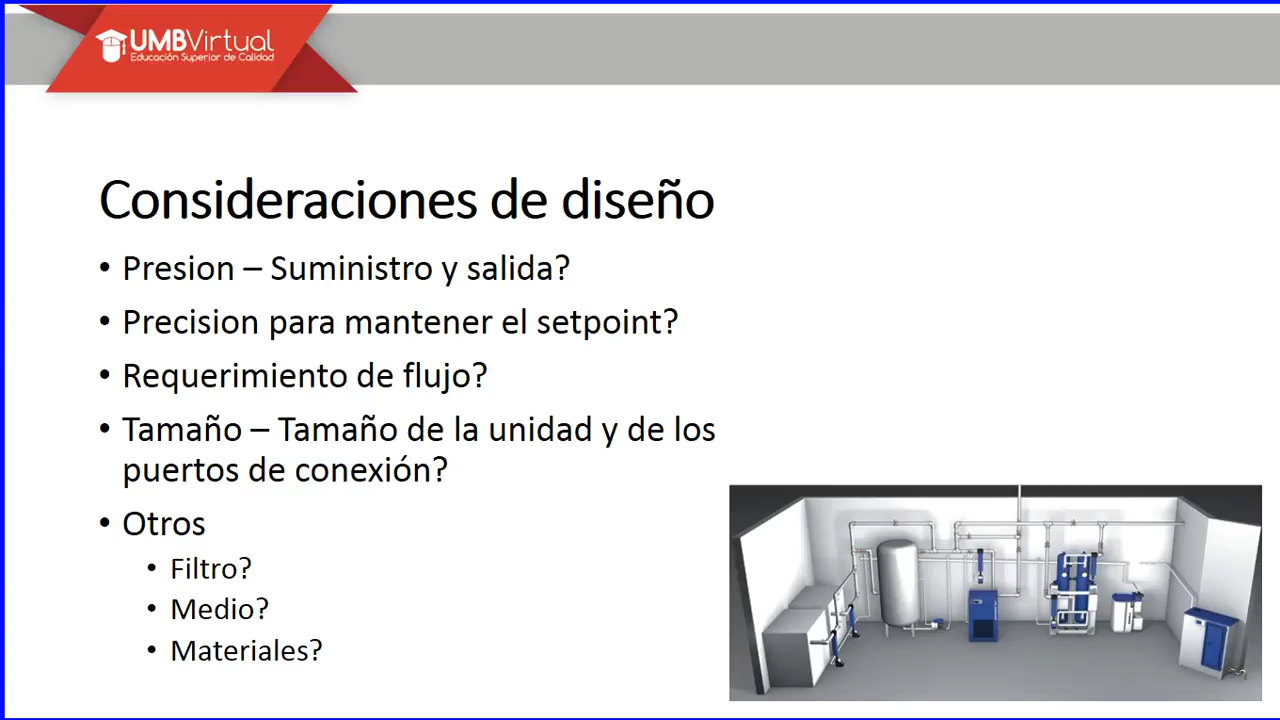 UMBVirtual
Educación Superior de Calidad
Consideraciones de diseño
• Presion – Suministro y salida?
• Precision para mantener el setpoint?
• Requerimiento de flujo?
• Tamaño – Tamaño de la unidad y de los
puertos de conexión?
• Otros
• Filtro?
• Medio?
• Materiales?